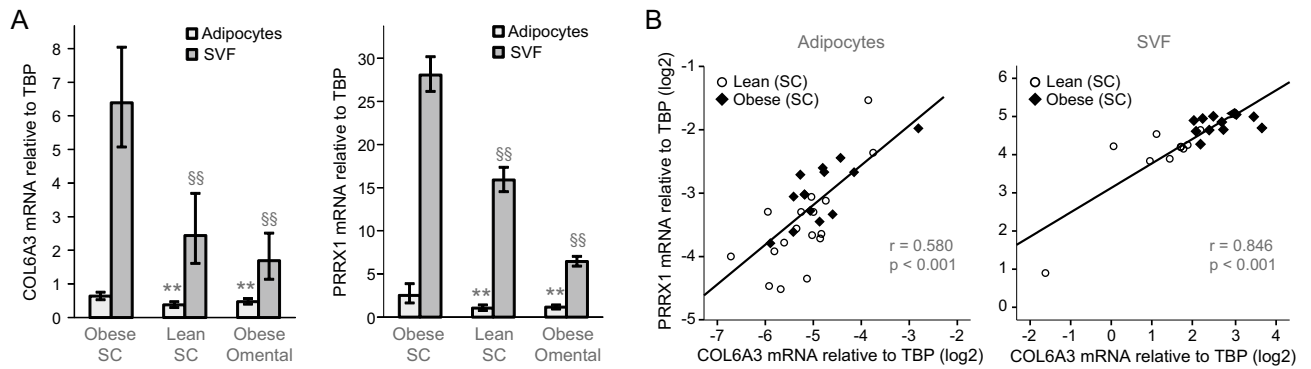 A
COL6A3 mRNA relative to TBP
8
7
6
5
4
3
2
1
0
Adipocytes
SVF
**
§§
**
§§
Obese SC
Lean SC
Obese Omental
PRRX1 mRNA relative to TBP
30
25
20
15
10
5
0
Adipocytes
SVF
**
§§
**
§§
Obese SC
Lean SC
Obese Omental
B
Adipocytes
PRRX1 mRNA relative to TBP (log2)
-1
-2
-3
-4
-5
Lean (SC)
Obese (SC)
r = 0.580
p < 0.001
-7 -6 -5 -4 -3 -2
COL6A3 mRNA relative to TBP (log2)
SVF
6
5
4
3
2
1
0
Lean (SC)
Obese (SC)
r = 0.846
p < 0.001
-2 -1 0 1 2 3 4
COL6A3 mRNA relative to TBP (log2)